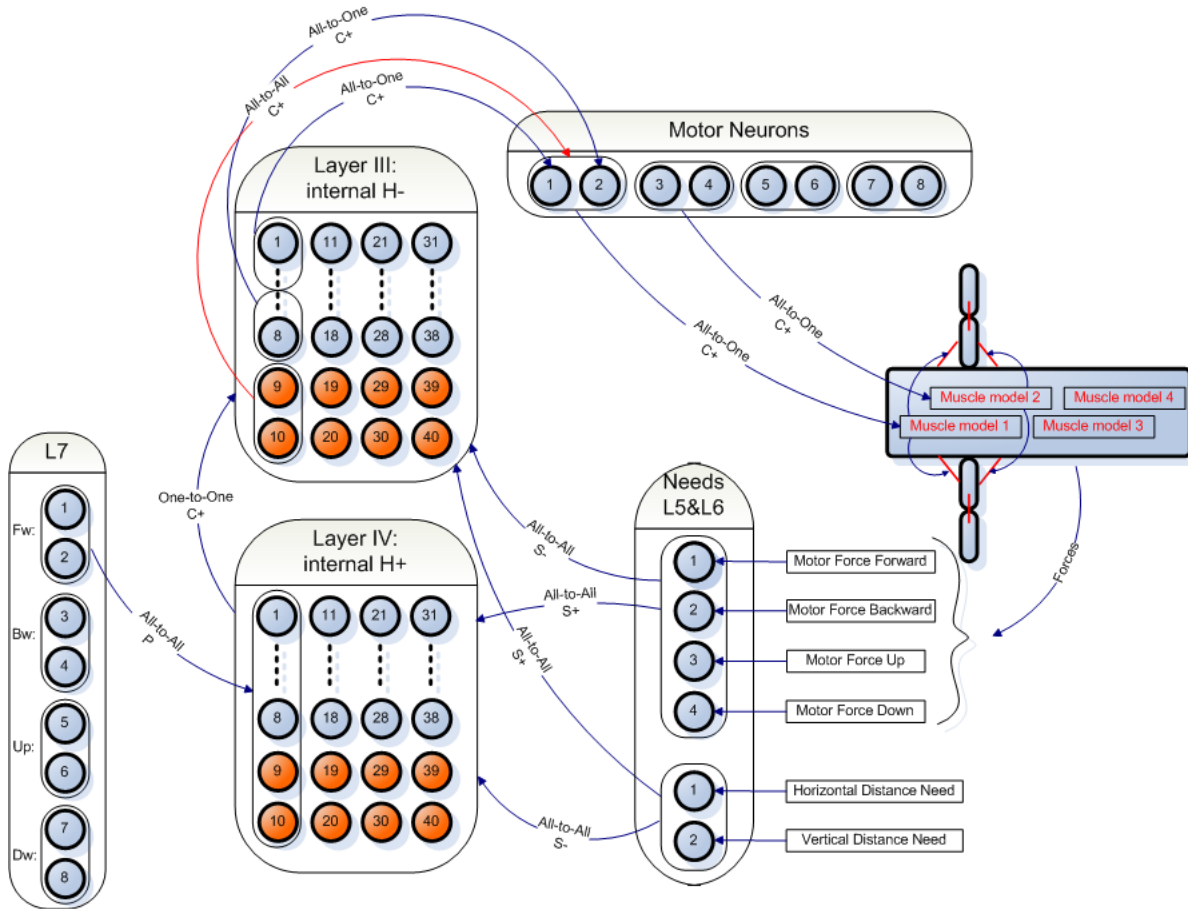 All-to-One
C+
All-to-All
C+
All-to-One
C+
Motor Neurons
1 2 3 4 5 6 7 8
Layer III:
internal H-
1 11 21 31
8 18 28 38
9 19 29 39
10 20 30 40
All-to-One
C+
All-to-One
C+
Muscle model 2
Muscle model 4
Muscle model 1
Muscle model 3
Forces
L7
Fw:
1
2
Bw:
3
4
Up:
5
6
Dw:
7
8
One-to-One
C+
All-to-All
P
Layer IV:
internal H+
1 11 21 31
8 18 28 38
9 19 29 39
10 20 30 40
All-to-All
S-
All-to-All
S+
All-to-All
S+
All-to-All
S-
Needs
L5&L6
1
Motor Force Forward
2
Motor Force Backward
3
Motor Force Up
4
Motor Force Down
1
Horizontal Distance Need
2
Vertical Distance Need